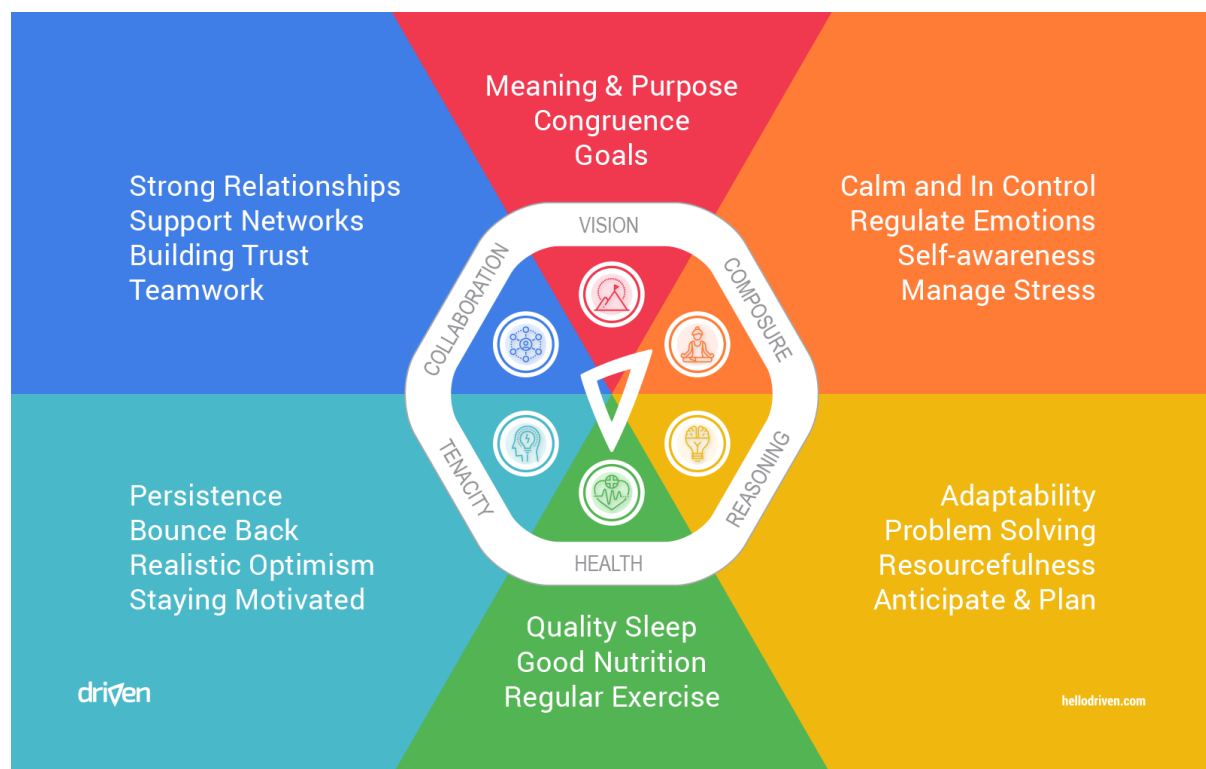 Meaning & Purpose
Congruence
Goals
Strong Relationships
Support Networks
Building Trust
Teamwork
Calm and In Control
Regulate Emotions
Self-awareness
Manage Stress
VISION
COLLABORATION
COMPOSURE
TENACITY
REASONING
HEALTH
Persistence
Bounce Back
Realistic Optimism
Staying Motivated
Adaptability
Problem Solving
Resourcefulness
Anticipate & Plan
Quality Sleep
Good Nutrition
Regular Exercise
driven
hellodriven.com